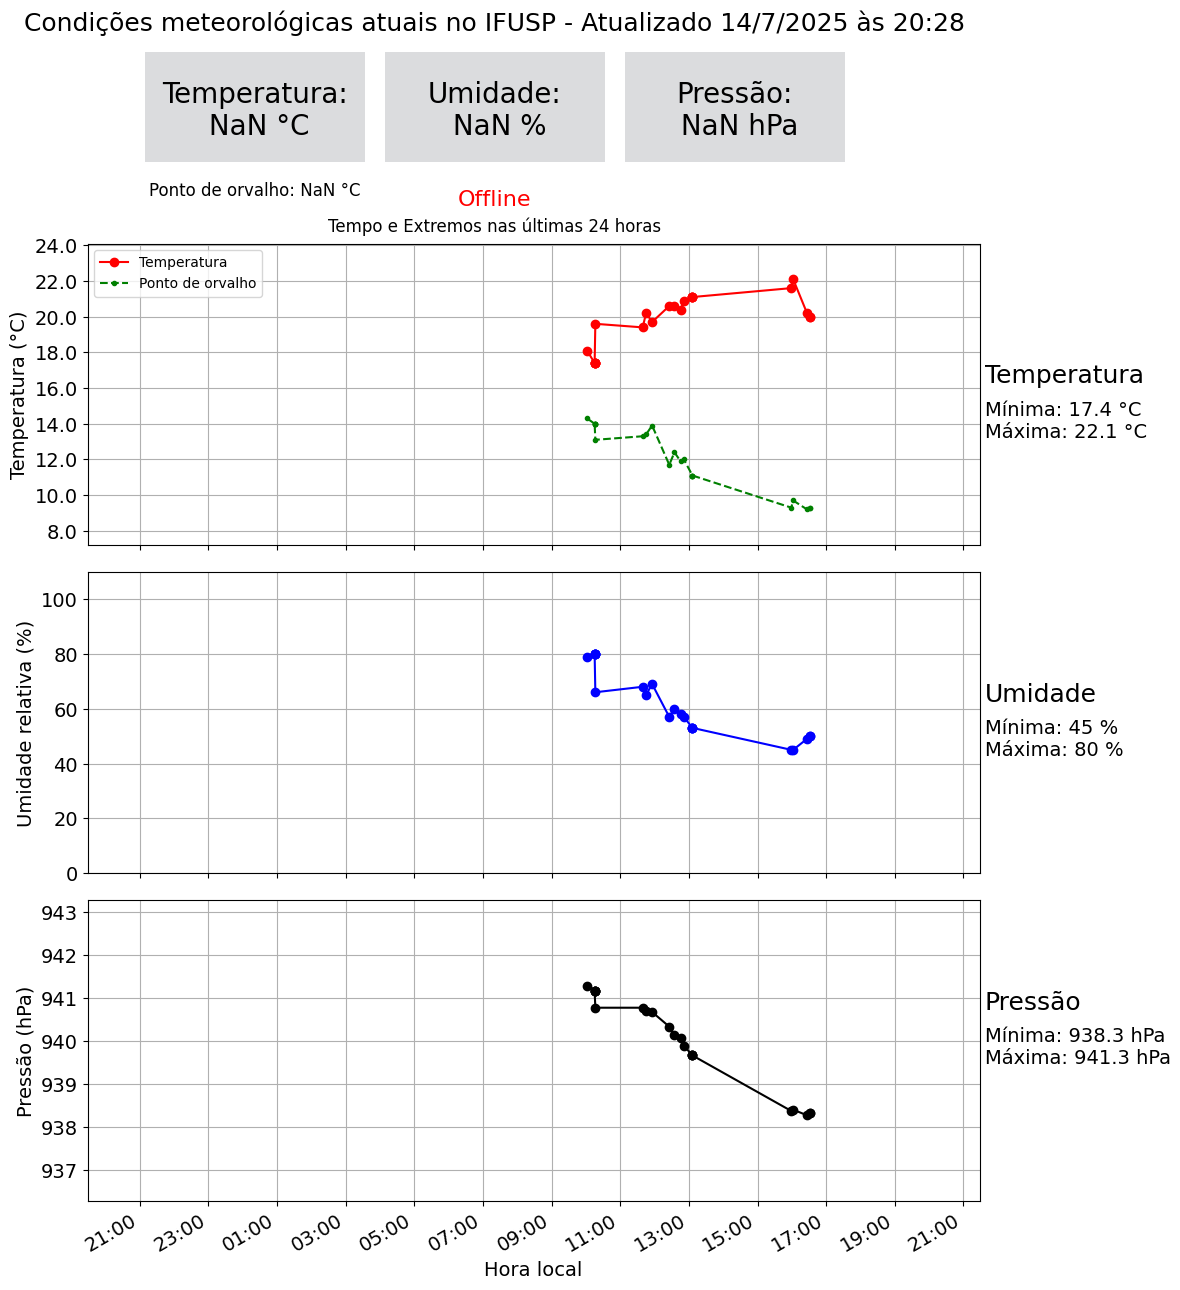 Condições meteorológicas atuais no IFUSP - Atualizado 14/7/2025 às 20:28
Temperatura:
NaN °C
Umidade:
NaN %
Pressão:
NaN hPa
Ponto de orvalho: NaN °C
Offline
Tempo e Extremos nas últimas 24 horas
Temperatura (°C)
24.0
22.0
20.0
18.0
16.0
14.0
12.0
10.0
8.0
Temperatura
Ponto de orvalho
Temperatura
Mínima: 17.4 °C
Máxima: 22.1 °C
Umidade relativa (%)
100
80
60
40
20
0
Umidade
Mínima: 45 %
Máxima: 80 %
Pressão (hPa)
943
942
941
940
939
938
937
Pressão
Mínima: 938.3 hPa
Máxima: 941.3 hPa
21:00
23:00
01:00
03:00
05:00
07:00
09:00
11:00
13:00
15:00
17:00
19:00
21:00
Hora local